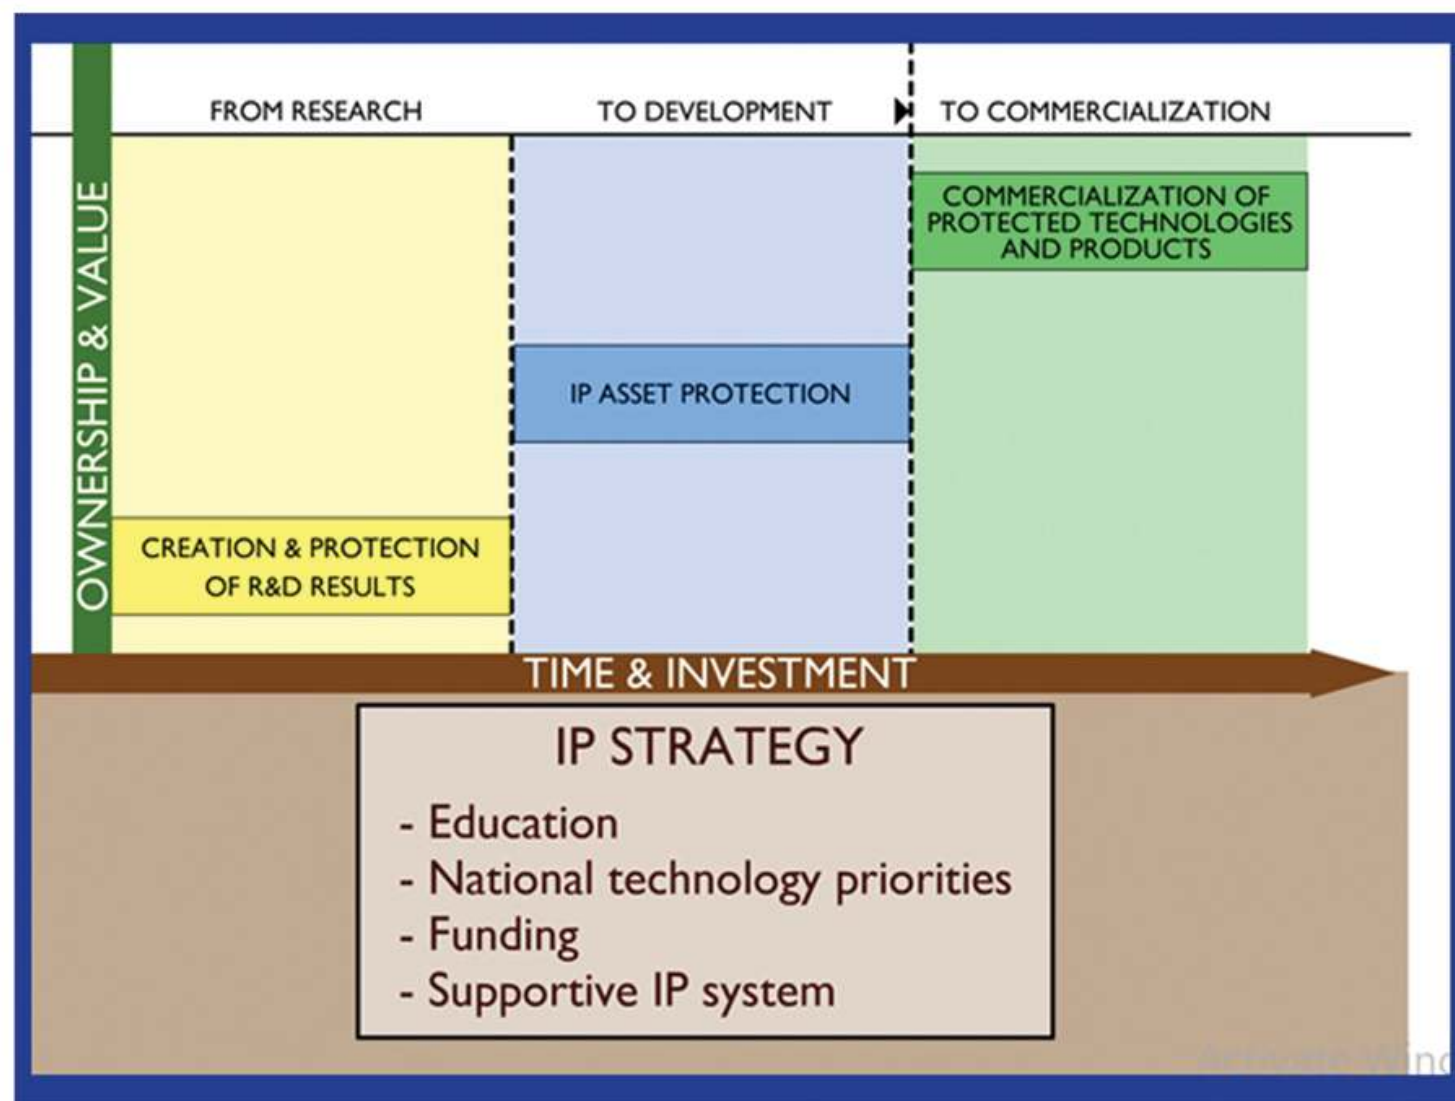 FROM RESEARCH
TO DEVELOPMENT
TO COMMERCIALIZATION
OWNERSHIP & VALUE
COMMERCIALIZATION OF
PROTECTED TECHNOLOGIES
AND PRODUCTS
IP ASSET PROTECTION
CREATION & PROTECTION
OF R&D RESULTS
TIME & INVESTMENT
IP STRATEGY
- Education
- National technology priorities
- Funding
- Supportive IP system